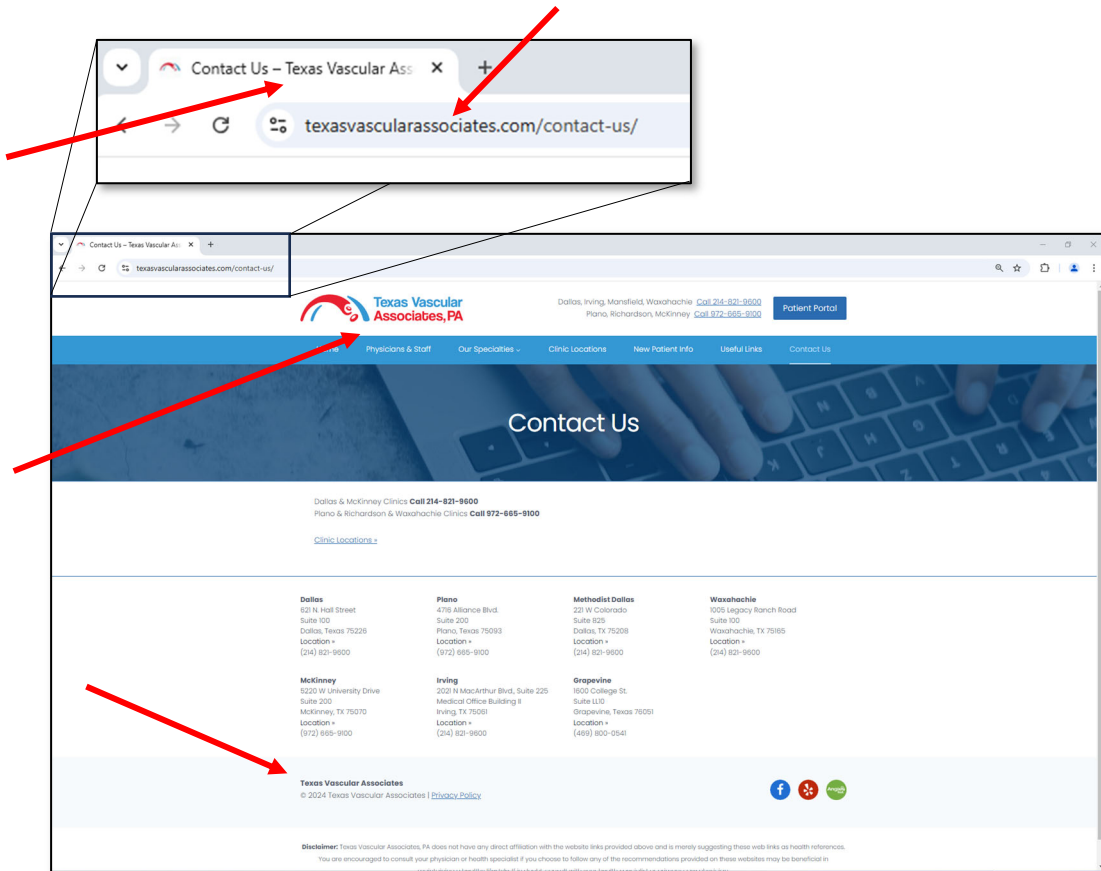 Contact Us – Texas Vascular Ass
texasvascularassociates.com/contact-us/
Contact Us – Texas Vascular As
texasvascularassociates.com/contact-us/
Texas Vascular
Associates, PA
Dallas, Irving, Mansfield, Waxahachie Call 214-821-9600
Plano, Richardson, McKinney Call 972-665-9100
Patient Portal
Home Physicians & Staff Our Specialties Clinic Locations New Patient Info Useful Links Contact Us
Contact Us
Dallas & McKinney Clinics Call 214-821-9600
Plano & Richardson & Waxahachie Clinics Call 972-665-9100
Clinic Locations »
Dallas
621 N. Hall Street
Suite 100
Dallas, Texas 75226
Location »
(214) 821-9600
Plano
4716 Alliance Blvd.
Suite 200
Plano, Texas 75093
Location »
(972) 665-9100
Methodist Dallas
221 W Colorado
Suite 825
Dallas, TX 75208
Location »
(214) 821-9600
Waxahachie
1005 Legacy Ranch Road
Suite 100
Waxahachie, TX 75165
Location »
(214) 821-9600
McKinney
5220 W University Drive
Suite 200
McKinney, TX 75070
Location »
(972) 665-9100
Irving
2021 N MacArthur Blvd., Suite 225
Medical Office Building II
Irving, TX 75061
Location »
(214) 821-9600
Grapevine
1600 College St.
Suite LL10
Grapevine, Texas 76051
Location »
(469) 800-0541
Texas Vascular Associates
© 2024 Texas Vascular Associates | Privacy Policy
Disclaimer: Texas Vascular Associates, PA does not have any direct affiliation with the website links provided above and is merely suggesting these web links as health references.
You are encouraged to consult your physician or health specialist if you choose to follow any of the recommendations provided on these websites may be beneficial in